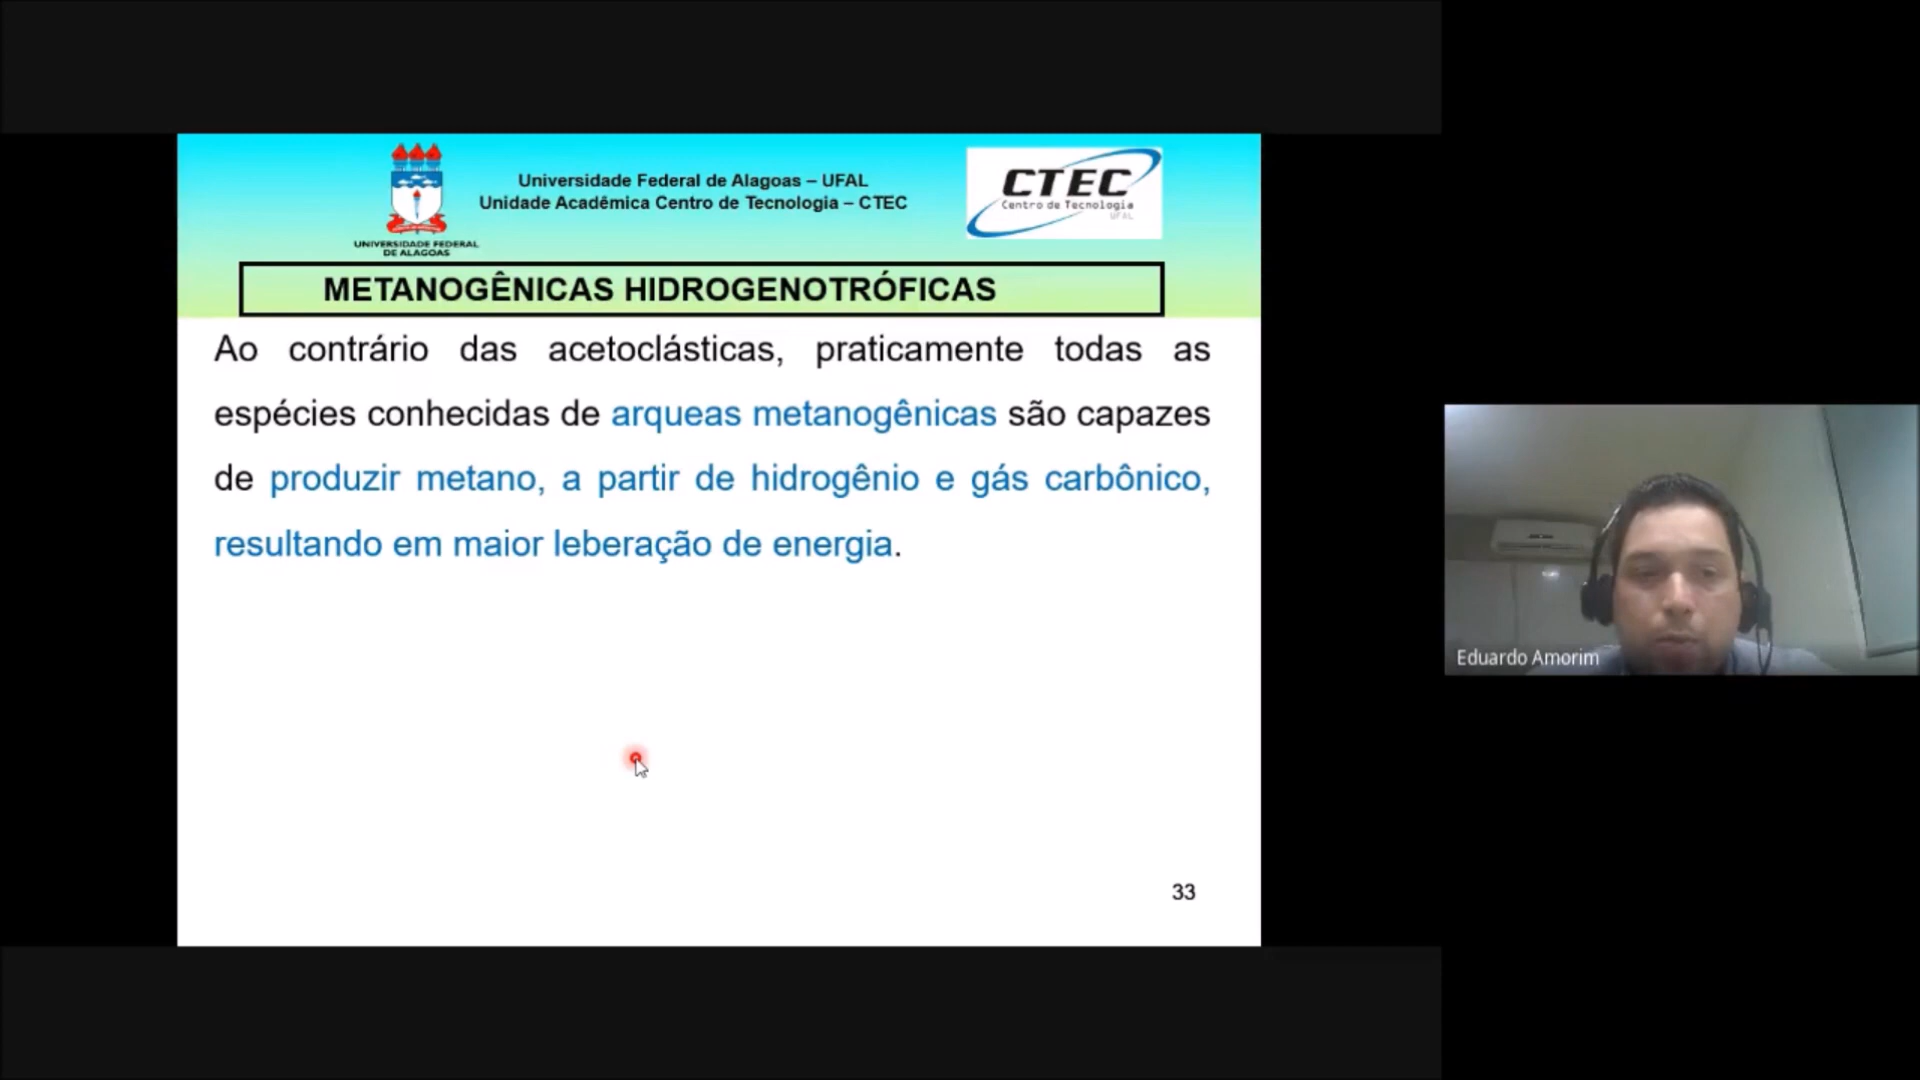 Universidade Federal de Alagoas – UFAL
Unidade Acadêmica Centro de Tecnologia – CTEC
UNIVERSIDADE FEDERAL
DE ALAGOAS
CTEC
Centro de Tecnologia
UFAL
METANOGÊNICAS HIDROGENOTRÓFICAS
Ao contrário das acetoclásticas, praticamente todas as
espécies conhecidas de arqueas metanogênicas são capazes
de produzir metano, a partir de hidrogênio e gás carbônico,
resultando em maior leberação de energia.
33
Eduardo Amorim